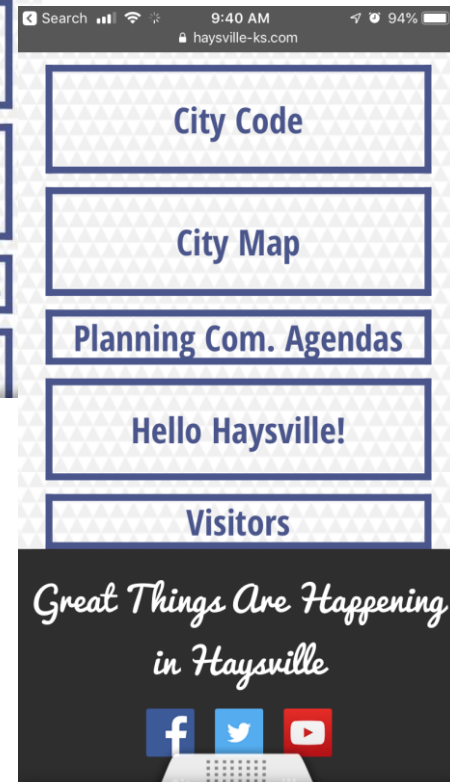 Search 9:40 AM 94%
haysville-ks.com
City Code
City Map
Planning Com. Agendas
Hello Haysville!
Visitors
Great Things Are Happening
in Haysville
f